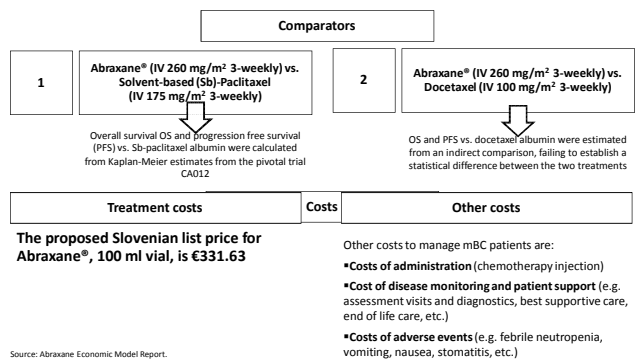 Comparators
1
Abraxane® (IV 260 mg/m² 3-weekly) vs.
Solvent-based (Sb)-Paclitaxel
(IV 175 mg/m² 3-weekly)
2
Abraxane® (IV 260 mg/m² 3-weekly) vs.
Docetaxel (IV 100 mg/m² 3-weekly)
Overall survival OS and progression free survival
(PFS) vs. Sb-paclitaxel albumin were calculated
from Kaplan-Meier estimates from the pivotal trial
CA012
OS and PFS vs. docetaxel albumin were estimated
from an indirect comparison, failing to establish a
statistical difference between the two treatments
Treatment costs
Costs
Other costs
The proposed Slovenian list price for
Abraxane®, 100 ml vial, is €331.63
Other costs to manage mBC patients are:
▪Costs of administration (chemotherapy injection)
▪Cost of disease monitoring and patient support (e.g.
assessment visits and diagnostics, best supportive care,
end of life care, etc.)
▪Costs of adverse events (e.g. febrile neutropenia,
vomiting, nausea, stomatitis, etc.)
Source: Abraxane Economic Model Report.